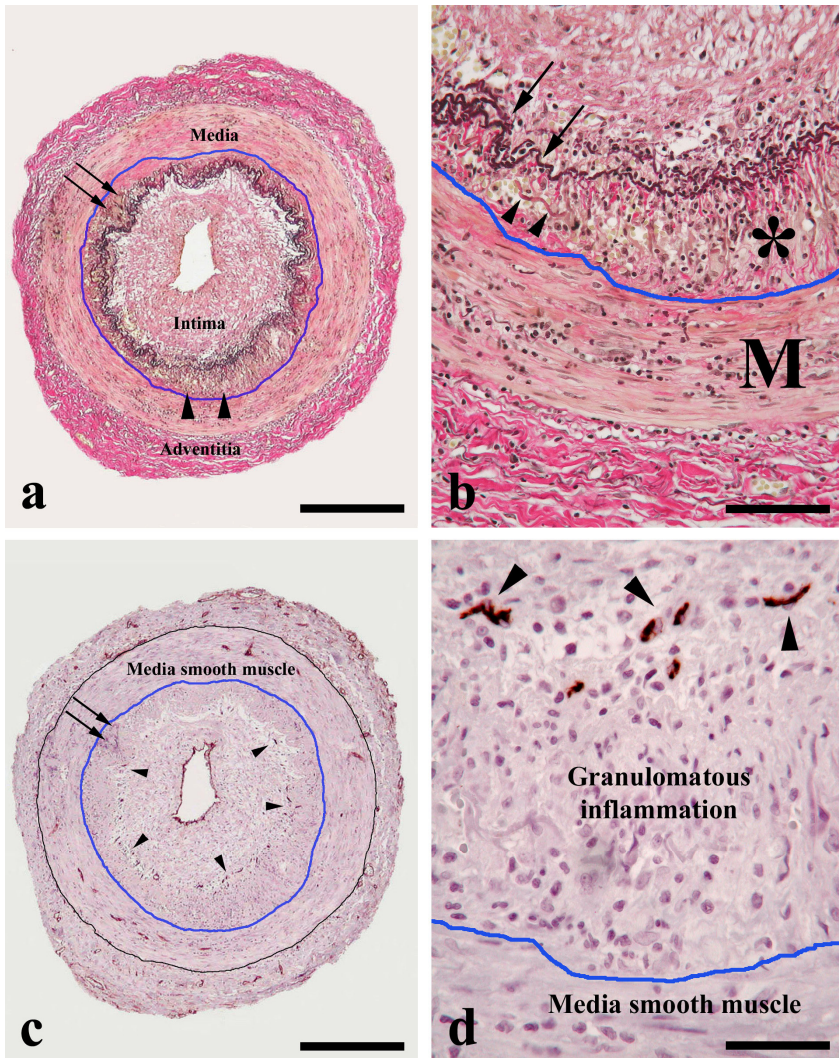 Media
Intima
Adventitia
a
*
M
b
Media smooth muscle
c
Granulomatous
inflammation
Media smooth muscle
d